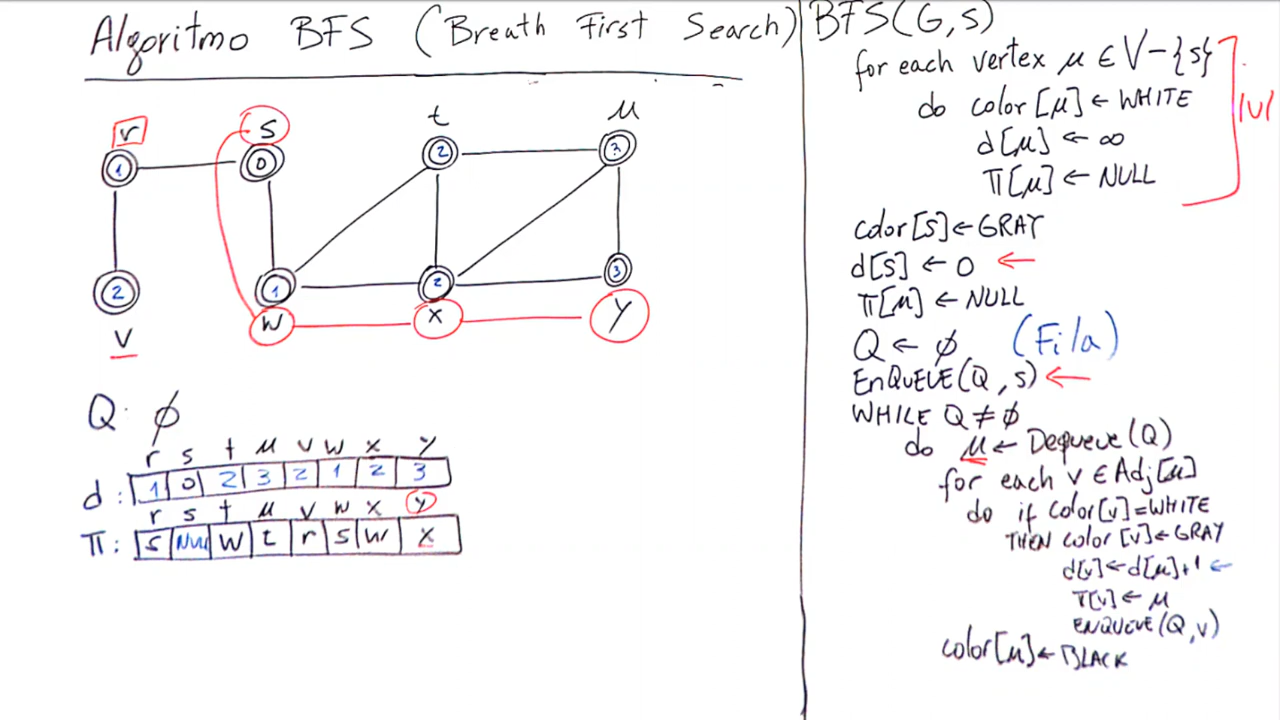 Algoritmo BFS (Breath First Search)
r s t μ
1 0 2 3
2 1 2 3
v w x y
Q: ∅
r s t μ v w x y
d: 1 0 2 3 2 1 2 3
r s t μ v w x y
π: s Null w t r s w x
BFS(G,S)
for each vertex μ ∈ V-{s}
do color[μ] ← WHITE
d[μ] ← ∞
π[μ] ← NULL
|V|
color[s] ← GRAY
d[s] ← 0 ←
π[μ] ← NULL
Q ← ∅ (Fila)
ENQUEUE(Q,s) ←
WHILE Q ≠ ∅
do μ ← Dequeue(Q)
for each v ∈ Adj[μ]
do if color[v]=WHITE
THEN color[v] ← GRAY
d[v] ← d[μ]+1 ←
π[v] ← μ
ENQUEUE(Q,v)
color[μ] ← BLACK